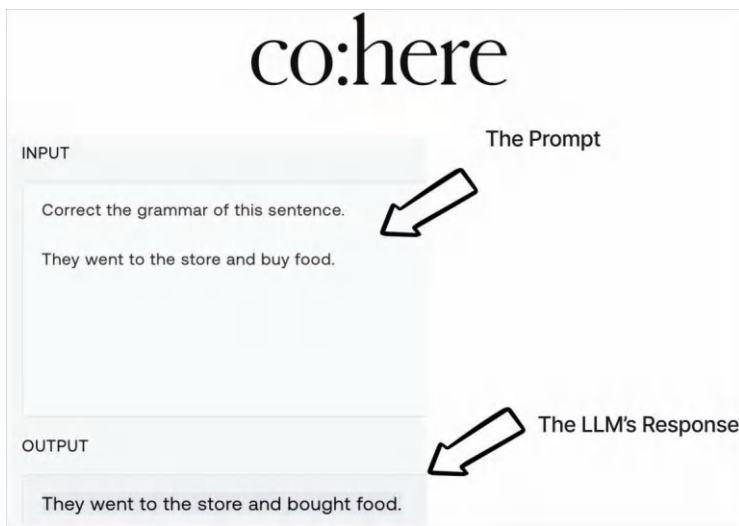 co:here
The Prompt
INPUT
Correct the grammar of this sentence.
They went to the store and buy food.
The LLM's Response
OUTPUT
They went to the store and bought food.